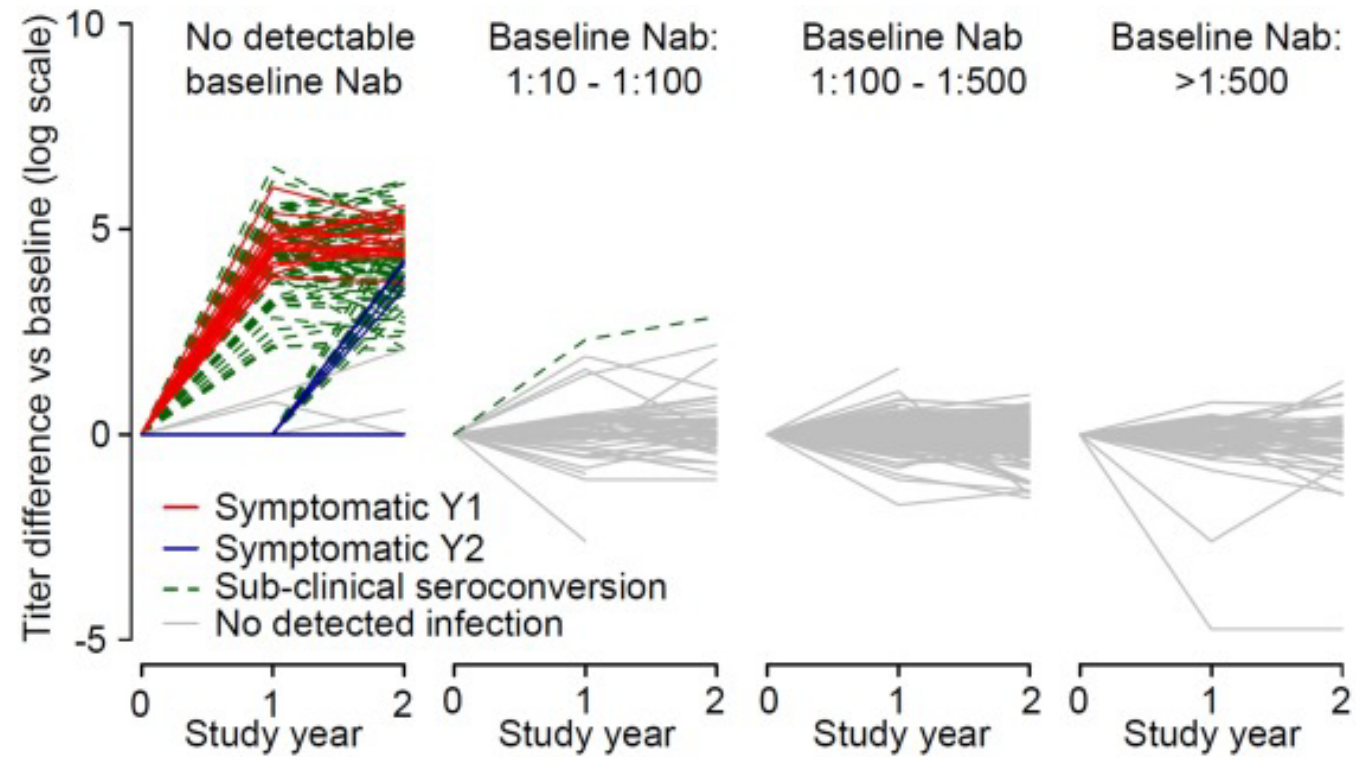 Titer difference vs baseline (log scale)
10
5
0
-5
No detectable
baseline Nab
Baseline Nab:
1:10 - 1:100
Baseline Nab
1:100 - 1:500
Baseline Nab:
>1:500
Symptomatic Y1
Symptomatic Y2
Sub-clinical seroconversion
No detected infection
0 1 2
Study year
0 1 2
Study year
0 1 2
Study year
0 1 2
Study year